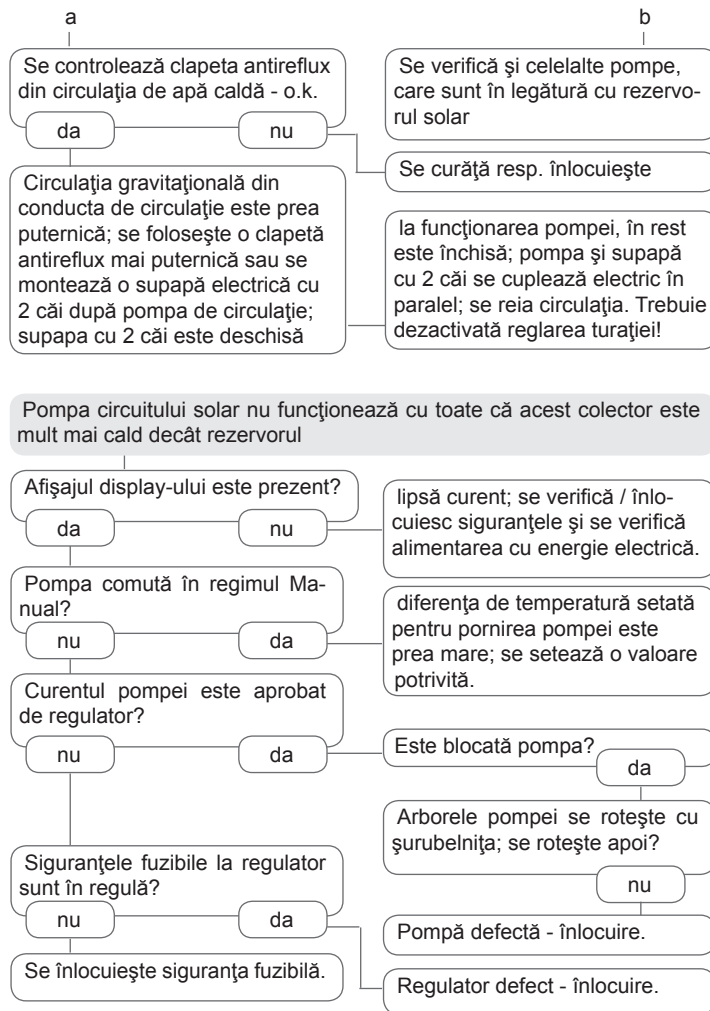 a
b
Se controlează clapeta antireflux
din circulaţia de apă caldă - o.k.
da
nu
Se verifică şi celelalte pompe,
care sunt în legătură cu rezervo-
rul solar
Se curăţă resp. înlocuieşte
Circulaţia gravitaţională din
conducta de circulaţie este prea
puternică; se foloseşte o clapetă
antireflux mai puternică sau se
montează o supapă electrică cu
2 căi după pompa de circulaţie;
supapa cu 2 căi este deschisă
la funcţionarea pompei, în rest
este închisă; pompa şi supapă
cu 2 căi se cuplează electric în
paralel; se reia circulaţia. Trebuie
dezactivată reglarea turaţiei!
Pompa circuitului solar nu funcţionează cu toate că acest colector este
mult mai cald decât rezervorul
Afişajul display-ului este prezent?
da
nu
lipsă curent; se verifică / înlo-
cuiesc siguranţele şi se verifică
alimentarea cu energie electrică.
Pompa comută în regimul Ma-
nual?
nu
da
diferenţa de temperatură setată
pentru pornirea pompei este
prea mare; se setează o valoare
potrivită.
Curentul pompei este aprobat
de regulator?
nu
da
Este blocată pompa?
da
Arborele pompei se roteşte cu
şurubelniţa; se roteşte apoi?
nu
Pompă defectă - înlocuire.
Siguranţele fuzibile la regulator
sunt în regulă?
nu
da
Se înlocuieşte siguranţa fuzibilă.
Regulator defect - înlocuire.